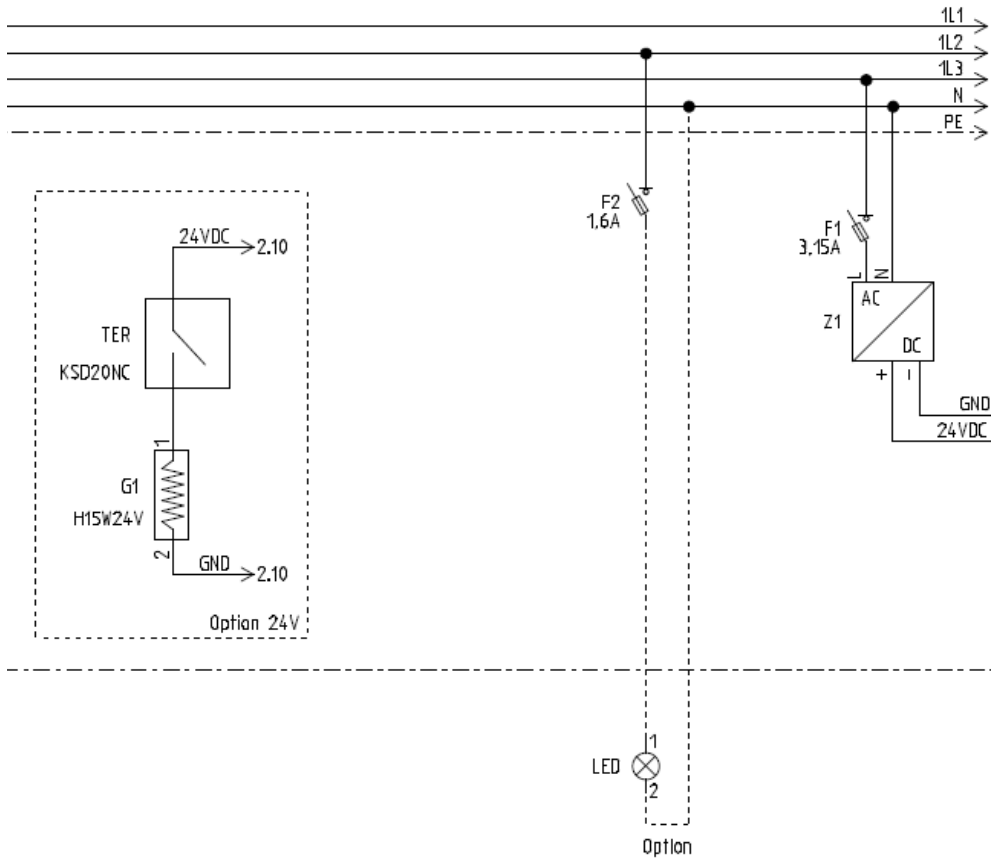 1L1
1L2
1L3
N
PE
F2
1,6A
F1
3,15A
24VDC
2.10
L
N
AC
Z1
DC
TER
KSD20NC
+
-
GND
24VDC
1
G1
H15W24V
2
GND
2.10
Option 24V
1
LED
2
Option